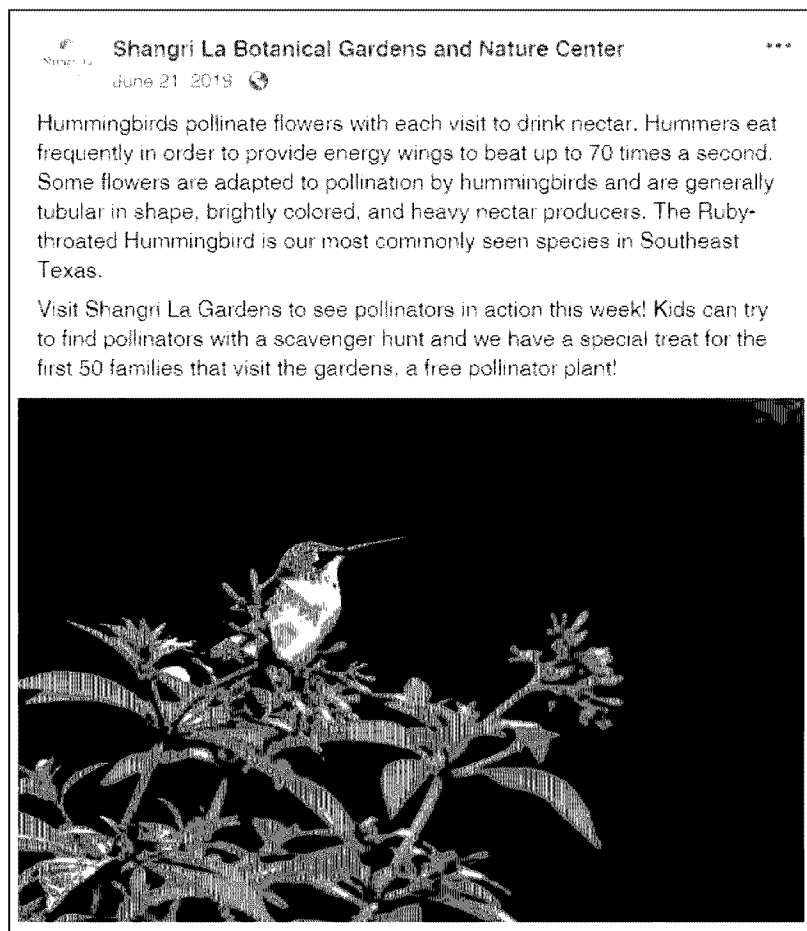 Shangri La Botanical Gardens and Nature Center
June 21, 2019
Hummingbirds pollinate flowers with each visit to drink nectar. Hummers eat
frequently in order to provide energy wings to beat up to 70 times a second.
Some flowers are adapted to pollination by hummingbirds and are generally
tubular in shape, brightly colored, and heavy nectar producers. The Ruby-
throated Hummingbird is our most commonly seen species in Southeast
Texas.
Visit Shangri La Gardens to see pollinators in action this week! Kids can try
to find pollinators with a scavenger hunt and we have a special treat for the
first 50 families that visit the gardens, a free pollinator plant!